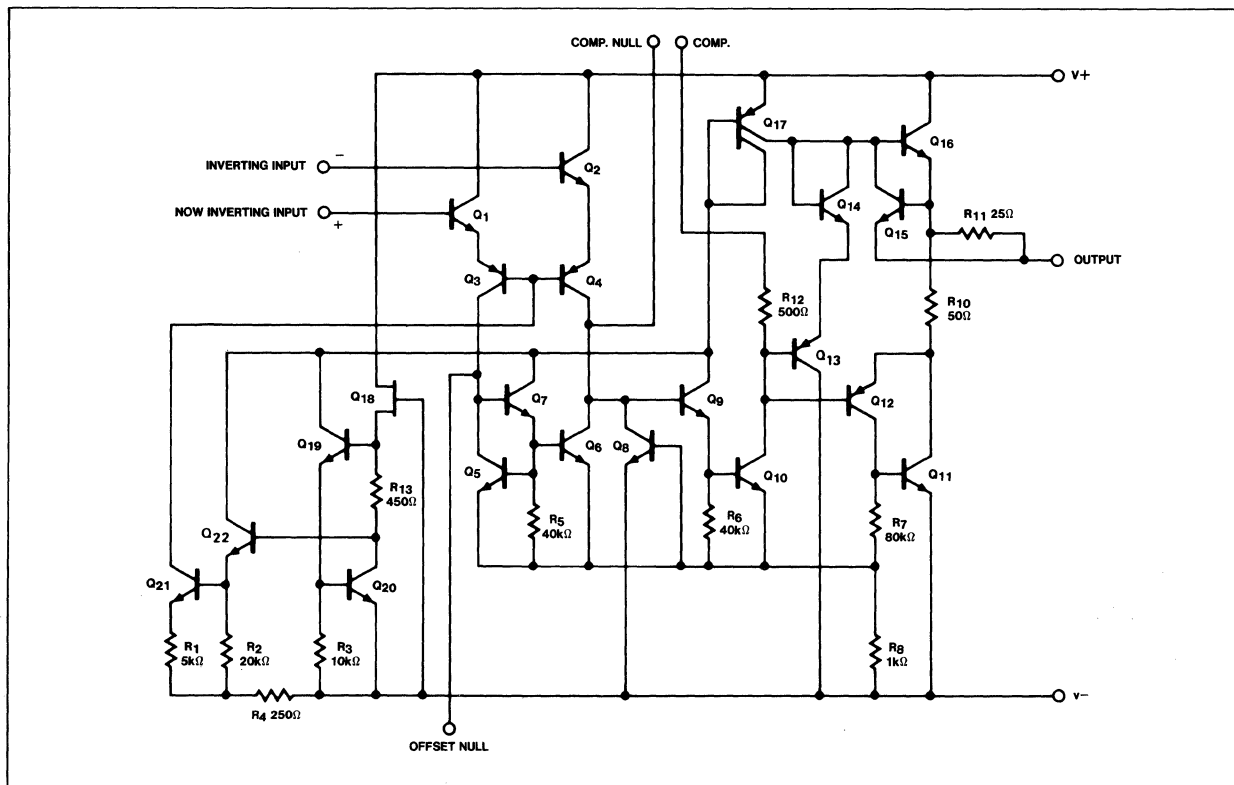 COMP. NULL
COMP.
V+
Q17
Q16
INVERTING INPUT
−
Q2
NOW INVERTING INPUT
+
Q1
Q14
Q15
R11 25Ω
OUTPUT
Q3
Q4
R12
500Ω
R10
50Ω
Q13
Q18
Q7
Q9
Q12
Q19
Q6
Q8
Q5
Q10
Q11
R13
450Ω
R5
40kΩ
R6
40kΩ
R7
80kΩ
Q22
Q21
Q20
R1
5kΩ
R2
20kΩ
R3
10kΩ
R8
1kΩ
R4 250Ω
V−
OFFSET NULL